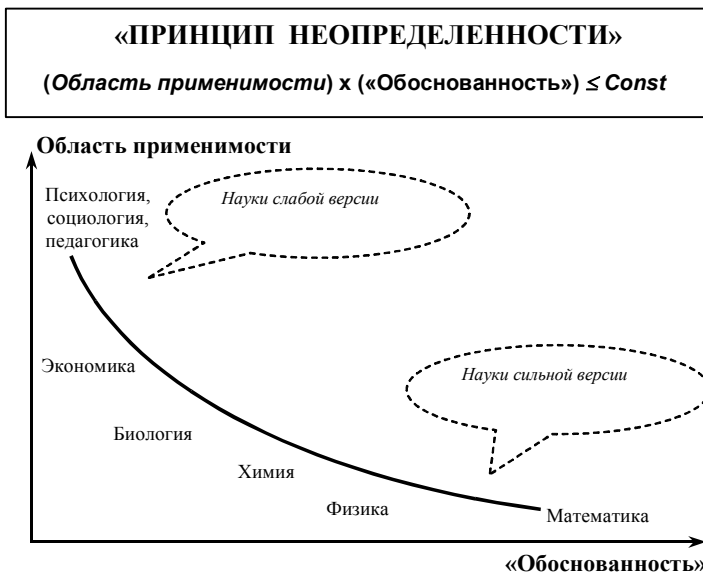 «ПРИНЦИП НЕОПРЕДЕЛЕННОСТИ»
(Область применимости) х («Обоснованность») ≤ Const
Область применимости
Психология,
социология,
педагогика
Науки слабой версии
Экономика
Науки сильной версии
Биология
Химия
Физика
Математика
«Обоснованность»